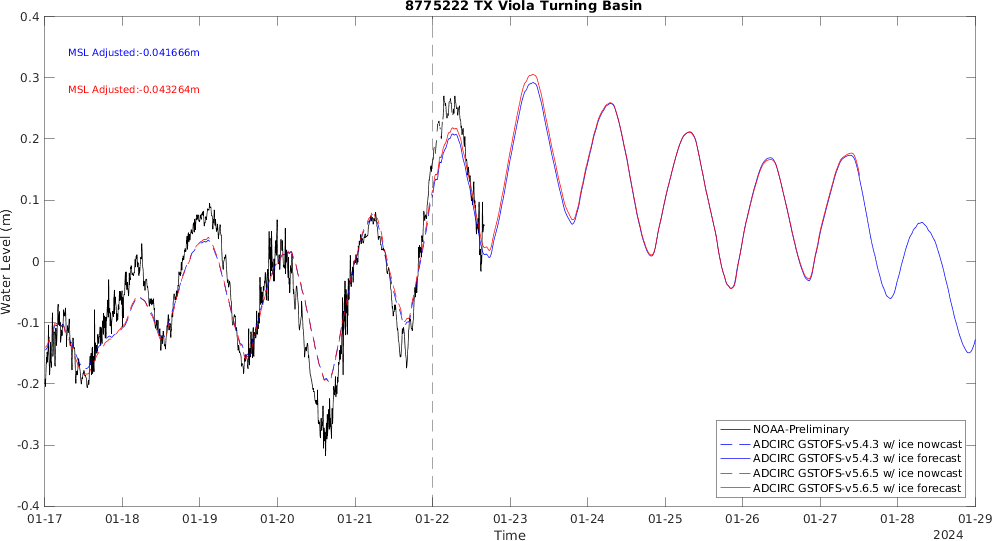 8775222 TX Viola Turning Basin
0.4
MSL Adjusted:-0.041666m
0.3
MSL Adjusted:-0.043264m
0.2
0.1
Water Level (m)
0
-0.1
-0.2
-0.3
NOAA-Preliminary
ADCIRC GSTOFS-v5.4.3 w/ ice nowcast
ADCIRC GSTOFS-v5.4.3 w/ ice forecast
ADCIRC GSTOFS-v5.6.5 w/ ice nowcast
ADCIRC GSTOFS-v5.6.5 w/ ice forecast
-0.4
01-17 01-18 01-19 01-20 01-21 01-22 01-23 01-24 01-25 01-26 01-27 01-28 01-29
Time
2024